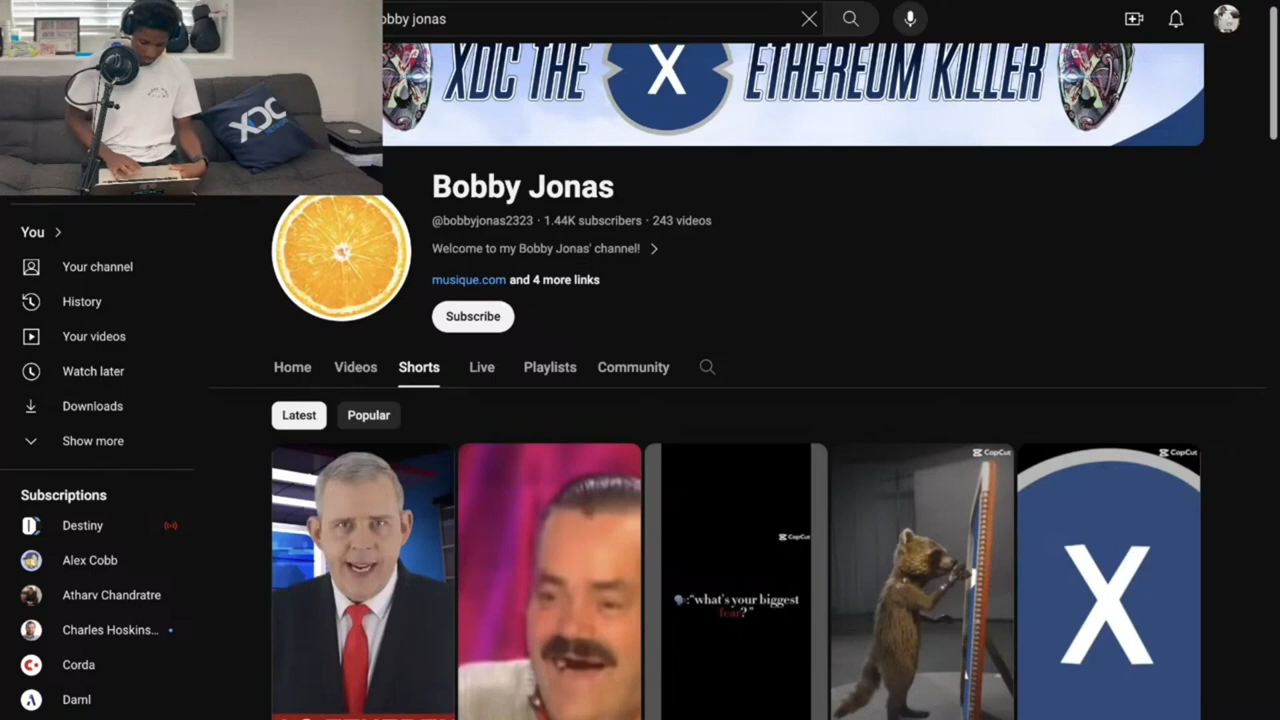 bobby jonas
XDC THE X ETHEREUM KILLER
XDC
Bobby Jonas
@bobbyjonas2323 · 1.44K subscribers · 243 videos
Welcome to my Bobby Jonas' channel!
musique.com and 4 more links
Subscribe
Home Videos Shorts Live Playlists Community
Latest Popular
You
Your channel
History
Your videos
Watch later
Downloads
Show more
Subscriptions
Destiny
Alex Cobb
Atharv Chandratre
Charles Hoskins...
Corda
Daml
CapCut
"what's your biggest
fear?"
CapCut
CapCut
X